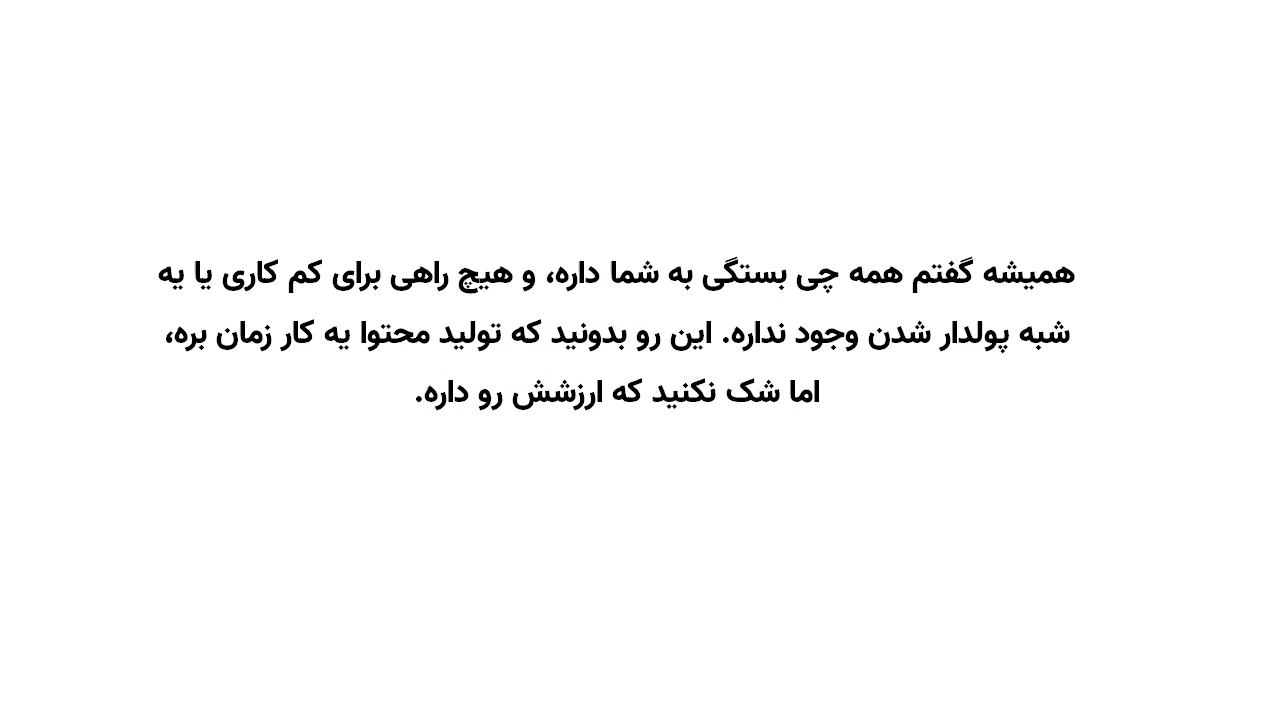 همیشه گفتم همه چی بستگی به شما داره، و هیچ راهی برای کم کاری یا یه
شبه پولدار شدن وجود نداره. این رو بدونید که تولید محتوا یه کار زمان بره،
اما شک نکنید که ارزشش رو داره.